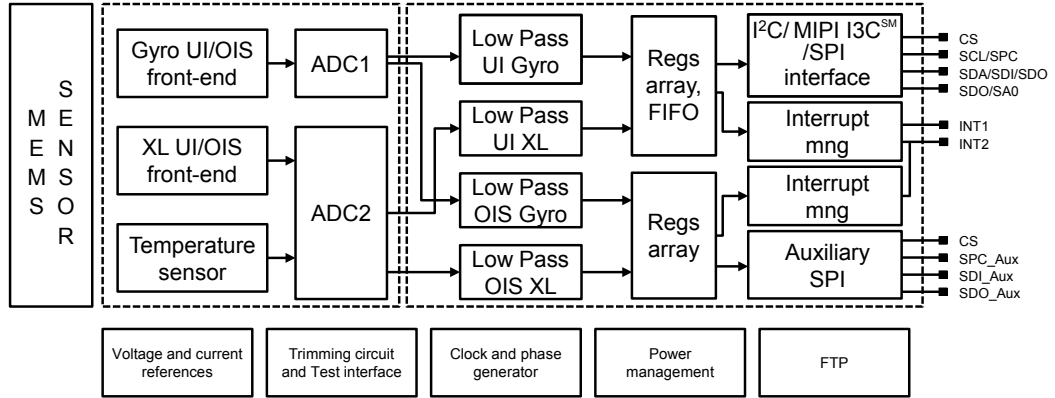 MEMS
SENSOR
Gyro UI/OIS
front-end
XL UI/OIS
front-end
Temperature
sensor
ADC1
ADC2
Low Pass
UI Gyro
Low Pass
UI XL
Low Pass
OIS Gyro
Low Pass
OIS XL
Regs
array,
FIFO
Regs
array
I²C/ MIPI I3C℠
/SPI
interface
Interrupt
mng
Interrupt
mng
Auxiliary
SPI
CS
SCL/SPC
SDA/SDI/SDO
SDO/SA0
INT1
INT2
CS
SPC_Aux
SDI_Aux
SDO_Aux
Voltage and current
references
Trimming circuit
and Test interface
Clock and phase
generator
Power
management
FTP